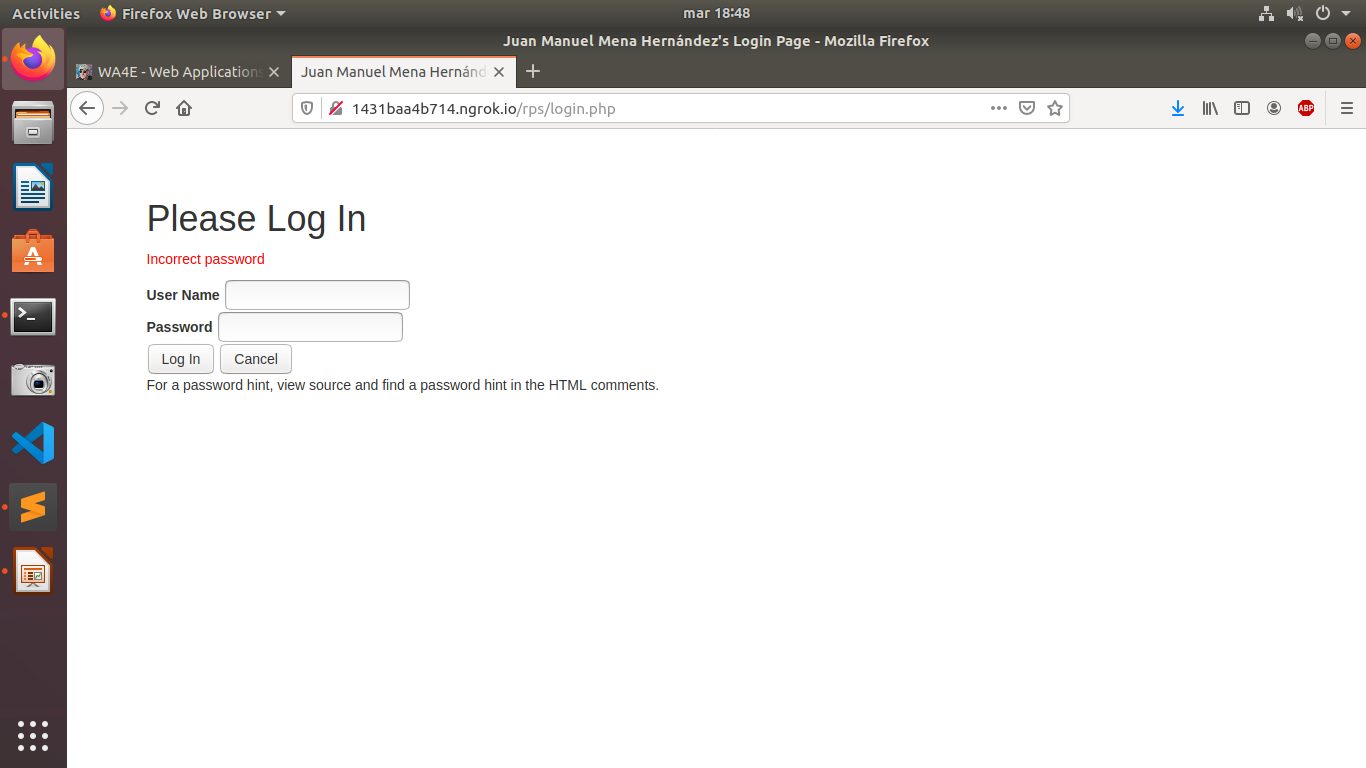 Activities Firefox Web Browser mar 18:48
Juan Manuel Mena Hernández's Login Page - Mozilla Firefox
WA4E - Web Applications Juan Manuel Mena Hernánd
1431baa4b714.ngrok.io/rps/login.php ABP
Please Log In
Incorrect password
User Name
Password
Log In Cancel
For a password hint, view source and find a password hint in the HTML comments.